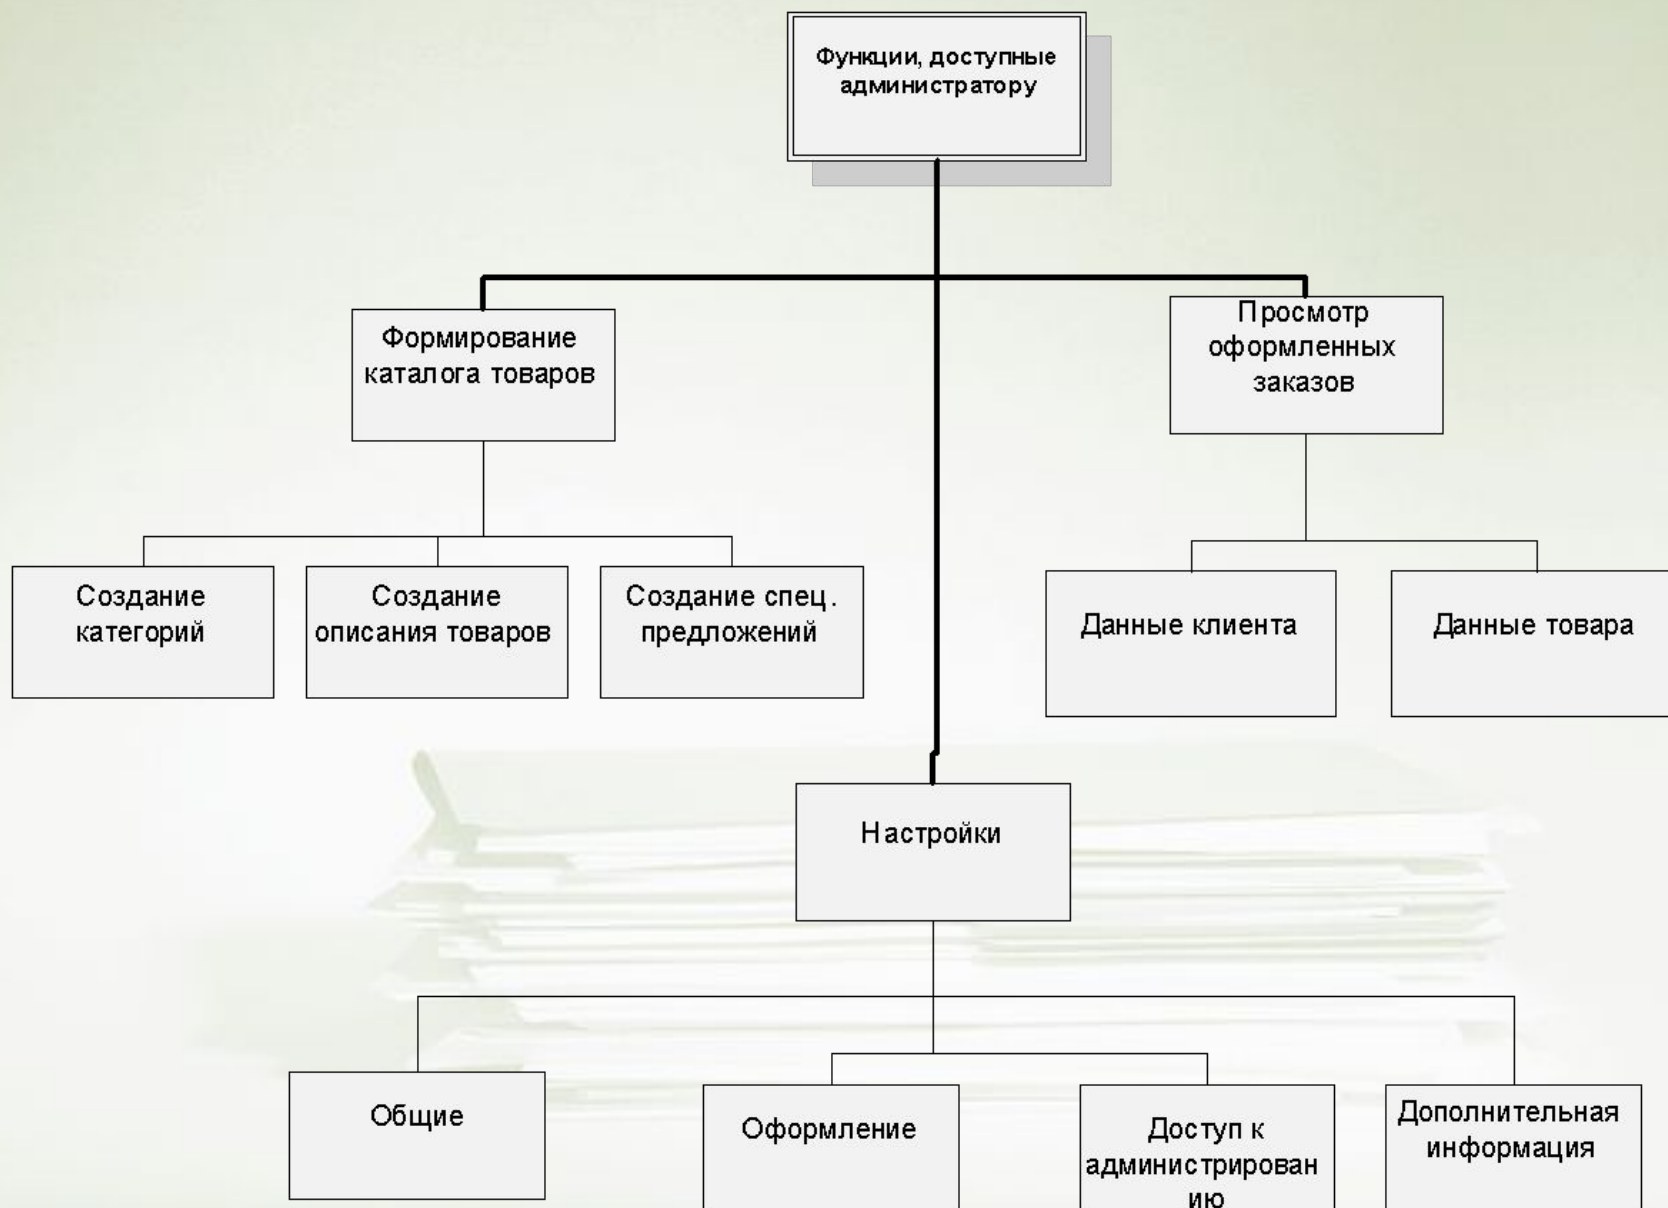 Функции, доступные
администратору
Формирование
каталога товаров
Просмотр
оформленных
заказов
Создание
категорий
Создание
описания товаров
Создание спец.
предложений
Данные клиента
Данные товара
Настройки
Общие
Оформление
Доступ к
администрирован
ию
Дополнительная
информация